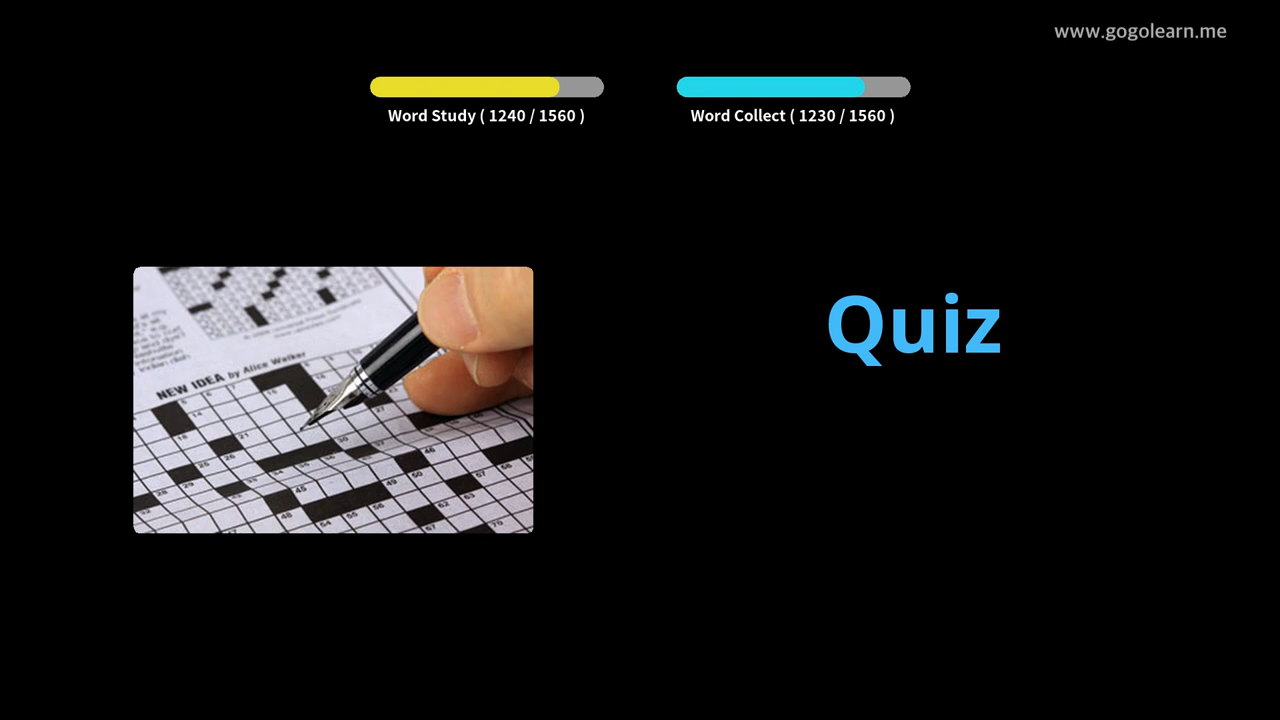 www.gogolearn.me
Word Study ( 1240 / 1560 )
Word Collect ( 1230 / 1560 )
Quiz
NEW IDEA by Alice Walker